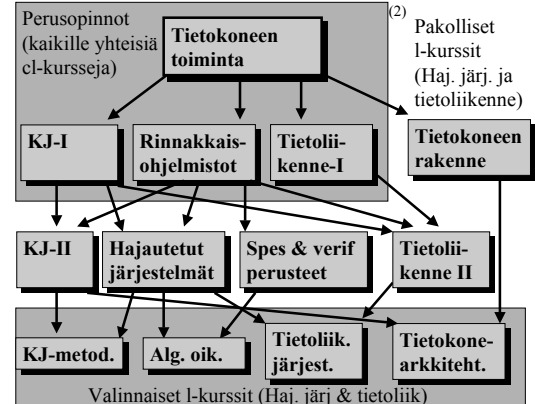 Perusopinnot
(kaikille yhteisiä
cl-kursseja)
Tietokoneen
toiminta
(2)
Pakolliset
l-kurssit
(Haj. järj. ja
tietoliikenne)
KJ-I
Rinnakkais-
ohjelmistot
Tietolii-
kenne-I
Tietokoneen
rakenne
KJ-II
Hajautetut
järjestelmät
Spes & verif
perusteet
Tietolii-
kenne II
KJ-metod.
Alg. oik.
Tietoliik.
järjest.
Tietokone-
arkkiteht.
Valinnaiset l-kurssit (Haj. järj & tietoliik)